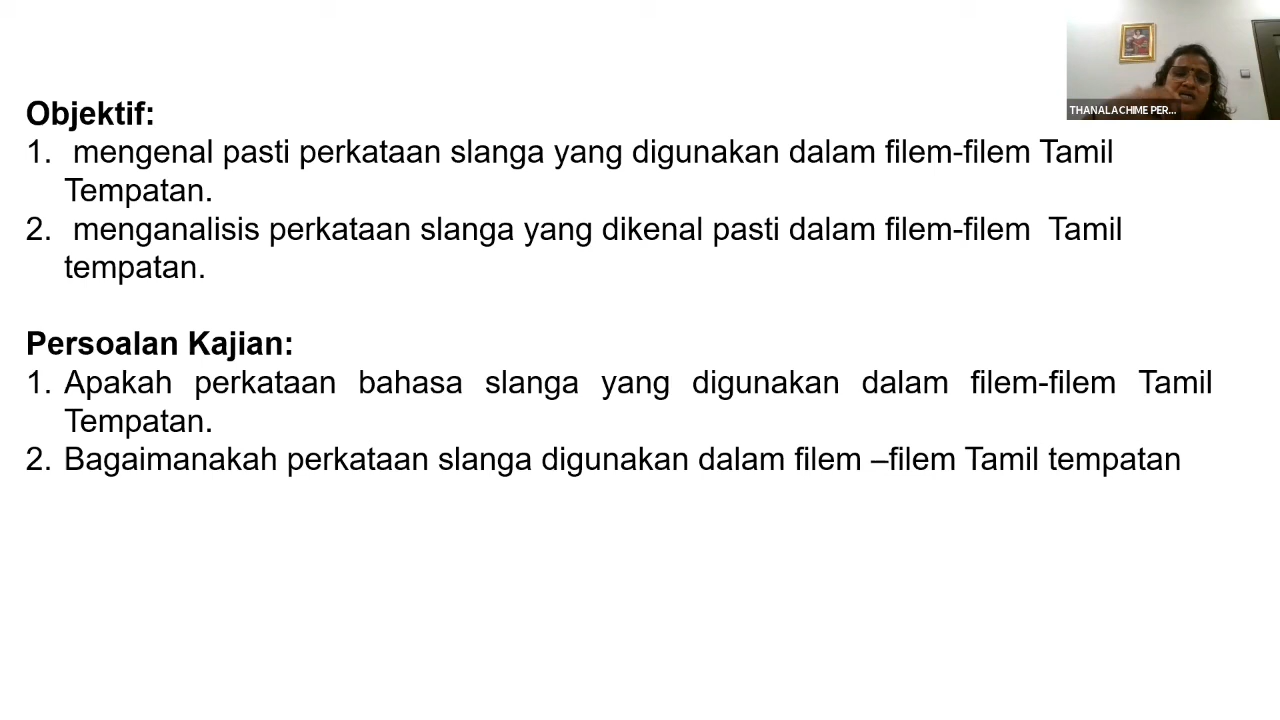 THANALACHIME PER...
Objektif:
1. mengenal pasti perkataan slanga yang digunakan dalam filem-filem Tamil
Tempatan.
2. menganalisis perkataan slanga yang dikenal pasti dalam filem-filem Tamil
tempatan.
Persoalan Kajian:
1. Apakah perkataan bahasa slanga yang digunakan dalam filem-filem Tamil
Tempatan.
2. Bagaimanakah perkataan slanga digunakan dalam filem –filem Tamil tempatan